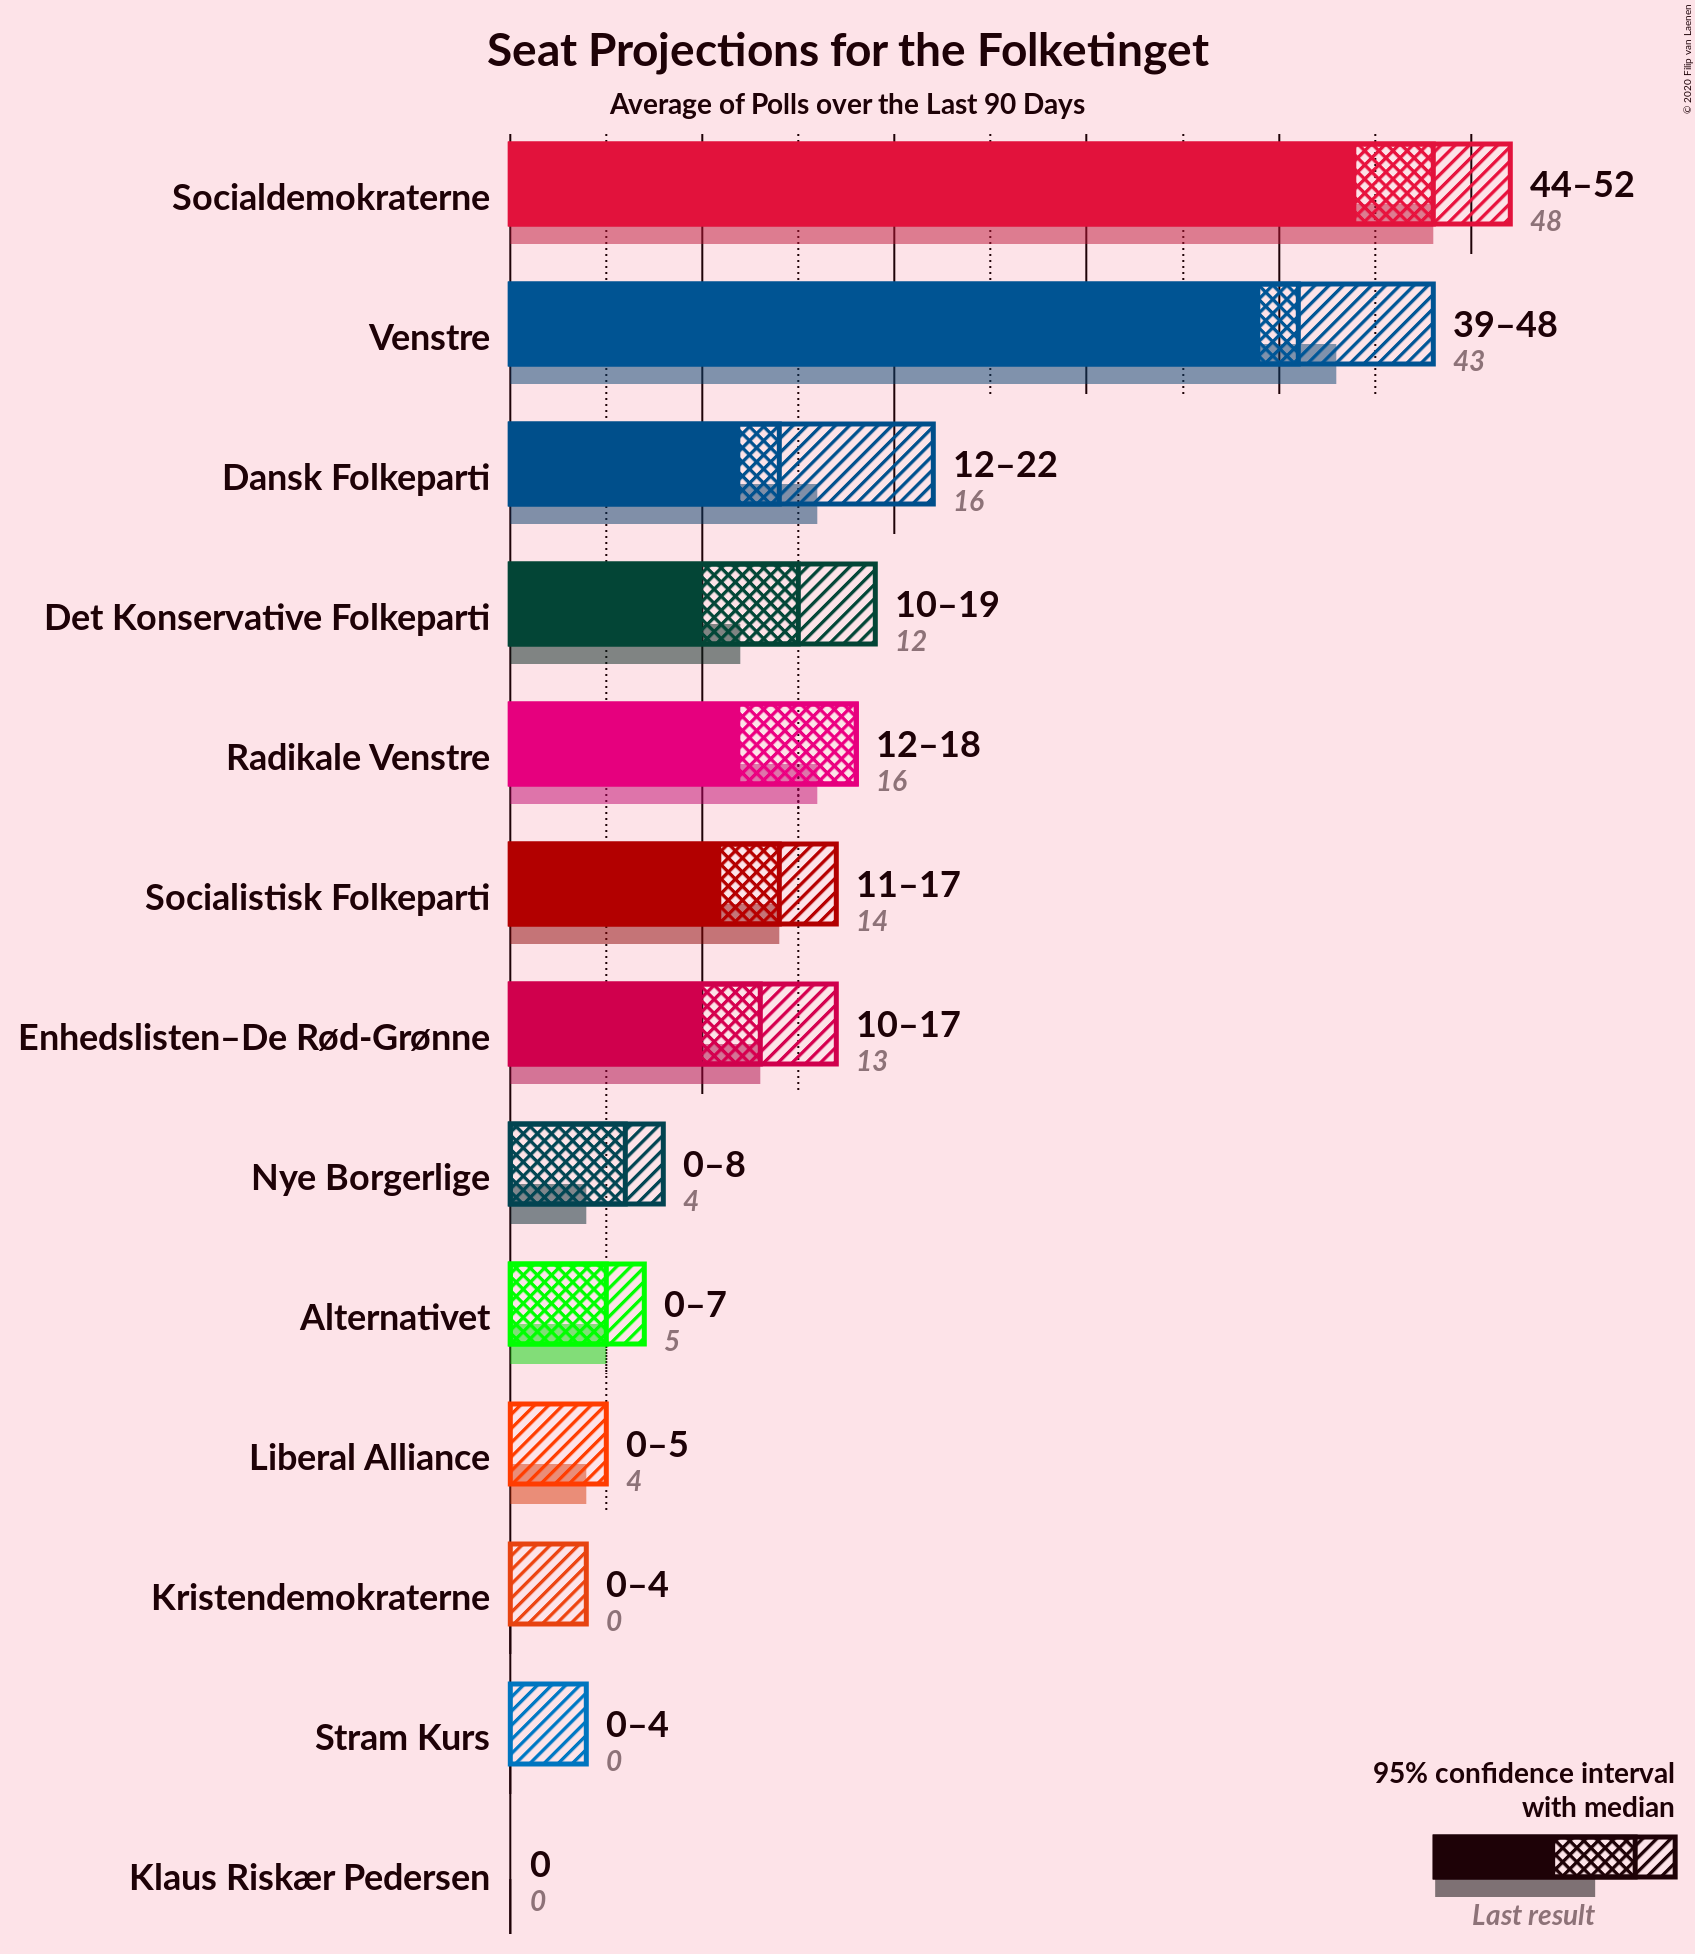 Seat Projections for the Folketinget
Average of Polls over the Last 90 Days
© 2020 Filip van Laenen
Socialdemokraterne
44–52
48
Venstre
39–48
43
Dansk Folkeparti
12–22
16
Det Konservative Folkeparti
10–19
12
Radikale Venstre
12–18
16
Socialistisk Folkeparti
11–17
14
Enhedslisten–De Rød-Grønne
10–17
13
Nye Borgerlige
0–8
4
Alternativet
0–7
5
Liberal Alliance
0–5
4
Kristendemokraterne
0–4
0
Stram Kurs
0–4
0
Klaus Riskær Pedersen
0
0
95% confidence interval
with median
Last result